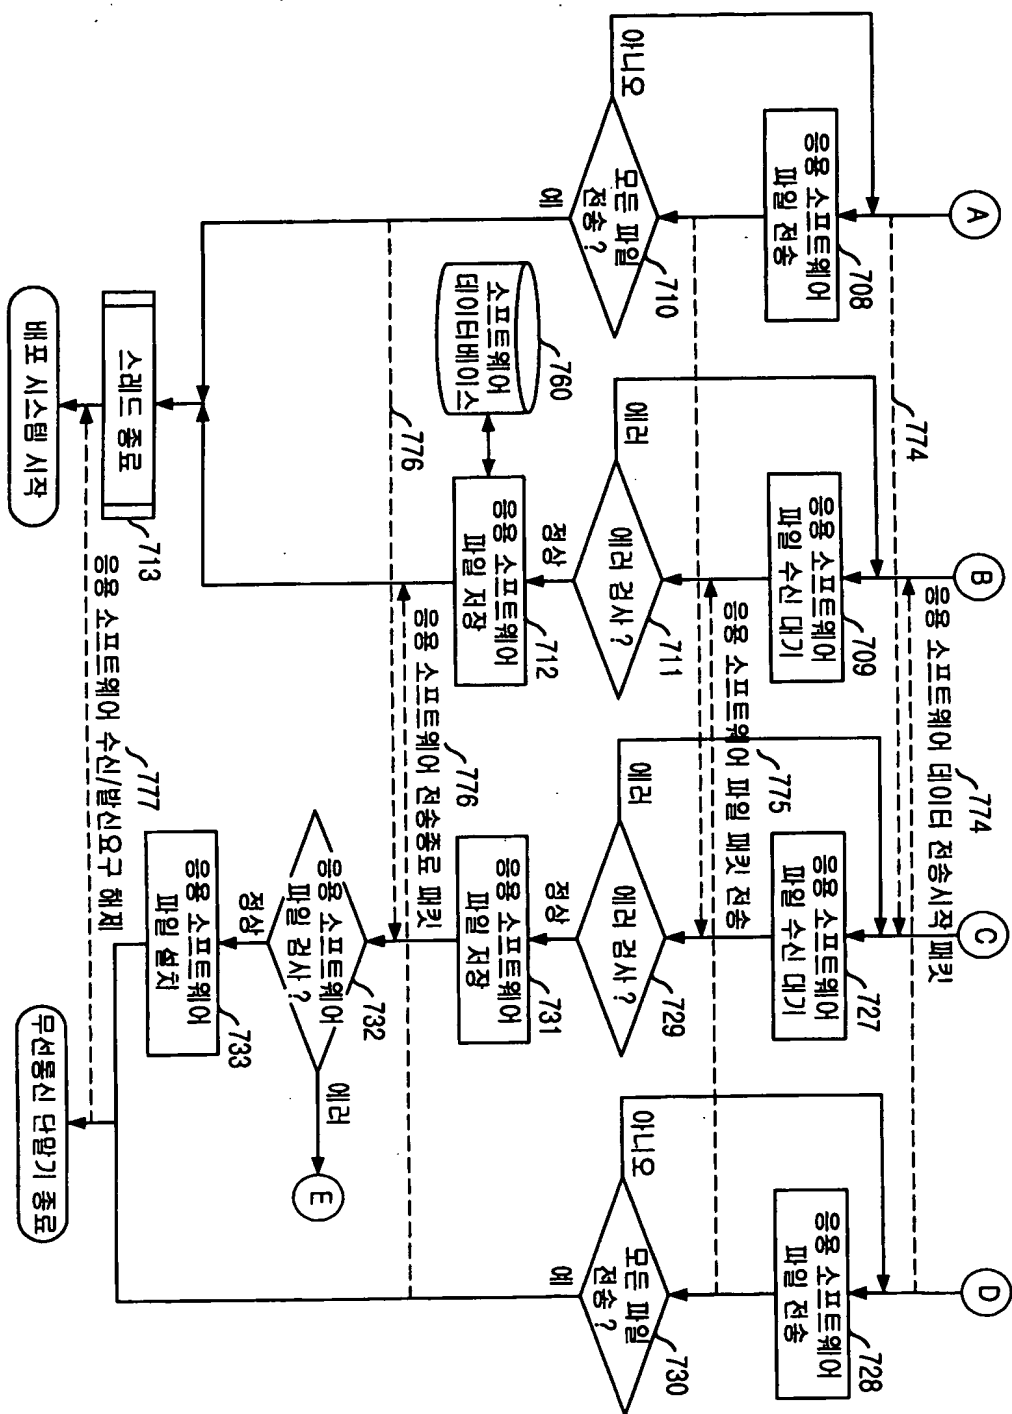 A
B
C
D
774
774
응용 소프트웨어 데이터 전송시작 패킷
응용 소프트웨어
파일 전송
708
응용 소프트웨어
파일 수신 대기
709
응용 소프트웨어
파일 수신 대기
727
응용 소프트웨어
파일 전송
728
775
응용 소프트웨어 파일 패킷 전송
아니오
모든 파일
전송 ?
710
예
에러
에러 검사 ?
711
정상
에러
에러 검사 ?
729
정상
아니오
모든 파일
전송 ?
730
예
소프트웨어
데이터베이스
760
응용 소프트웨어
파일 저장
712
응용 소프트웨어
파일 저장
731
776
776
응용 소프트웨어 전송종료 패킷
응용 소프트웨어
파일 검사 ?
732
에러
E
정상
스레드 종료
713
응용 소프트웨어
파일 설치
733
777
응용 소프트웨어 수신/발신요구 해제
배포 시스템 시작
무선통신 단말기 종료